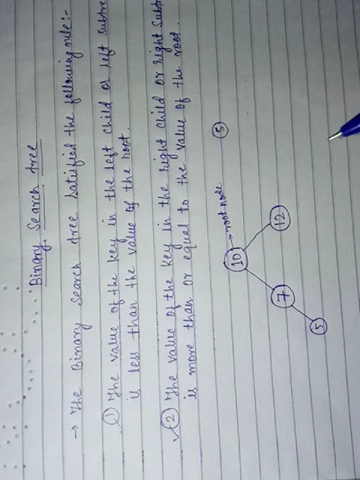 Binary Search tree
→ The Binary Search tree Satisfied the following rule:-
① The value of the key in the left child or left subtre
is less than the value of the root.
② The value of the key in the right child or right subt
is more than or equal to the value of the root.
5
10 → root node
7 12
5